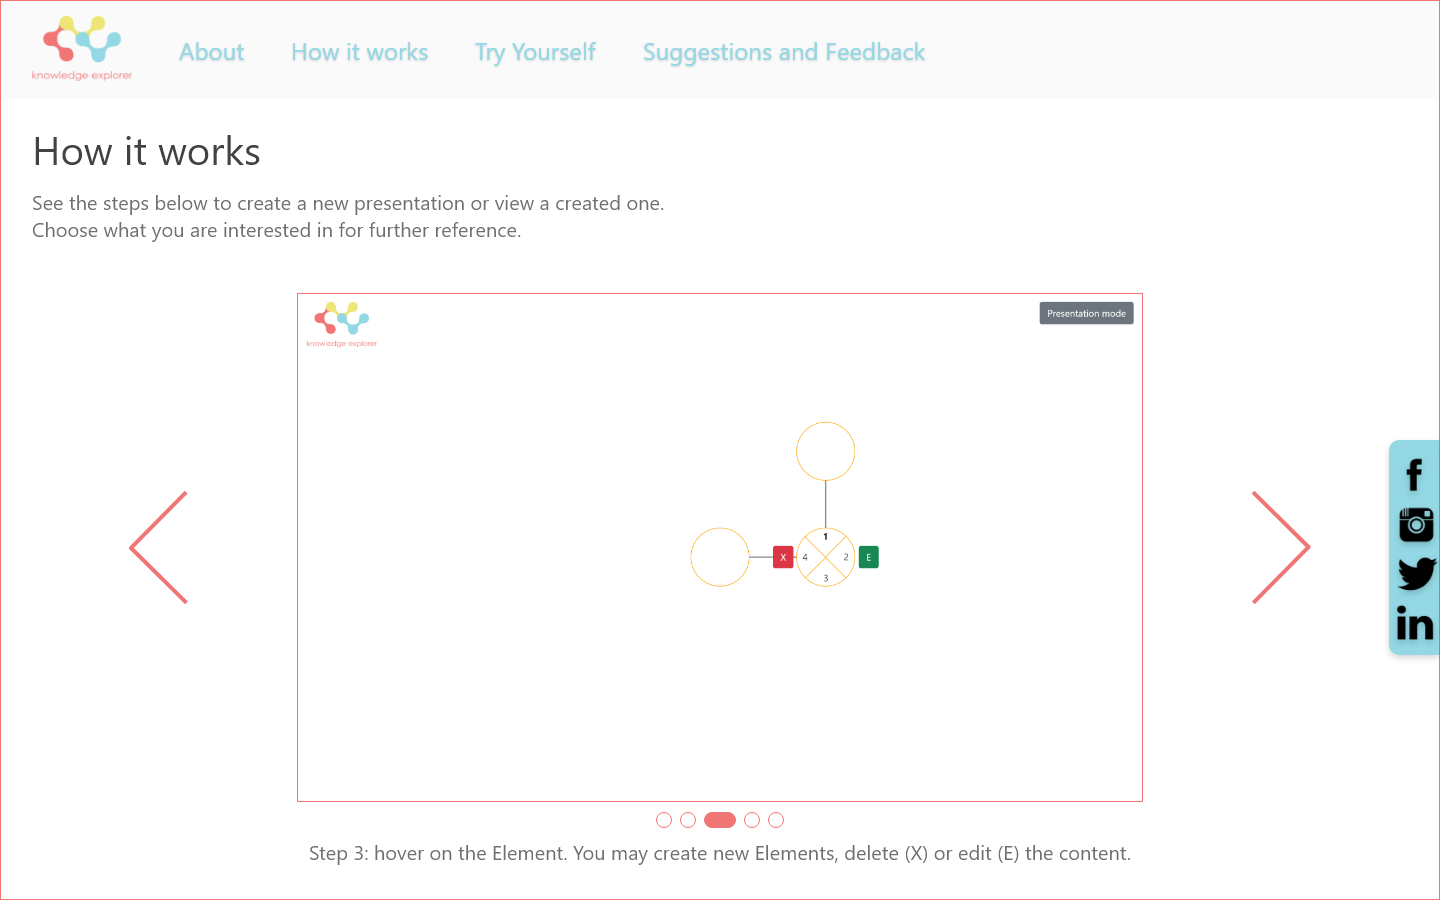 knowledge explorer
About
How it works
Try Yourself
Suggestions and Feedback
How it works
See the steps below to create a new presentation or view a created one.
Choose what you are interested in for further reference.
knowledge explorer
Presentation mode
1
X
4
2
E
3
f
in
Step 3: hover on the Element. You may create new Elements, delete (X) or edit (E) the content.